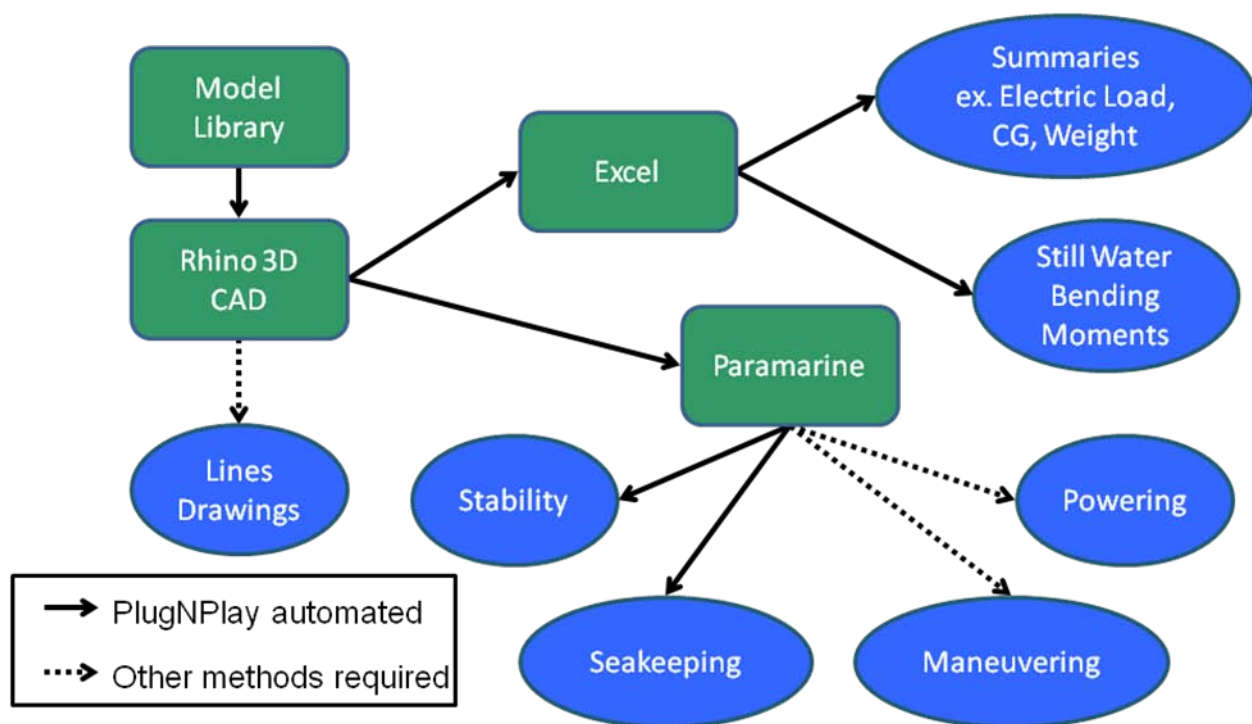 Model
Library
Rhino 3D
CAD
Lines
Drawings
Excel
Summaries
ex. Electric Load,
CG, Weight
Still Water
Bending
Moments
Paramarine
Stability
Seakeeping
Maneuvering
Powering
PlugNPlay automated
Other methods required